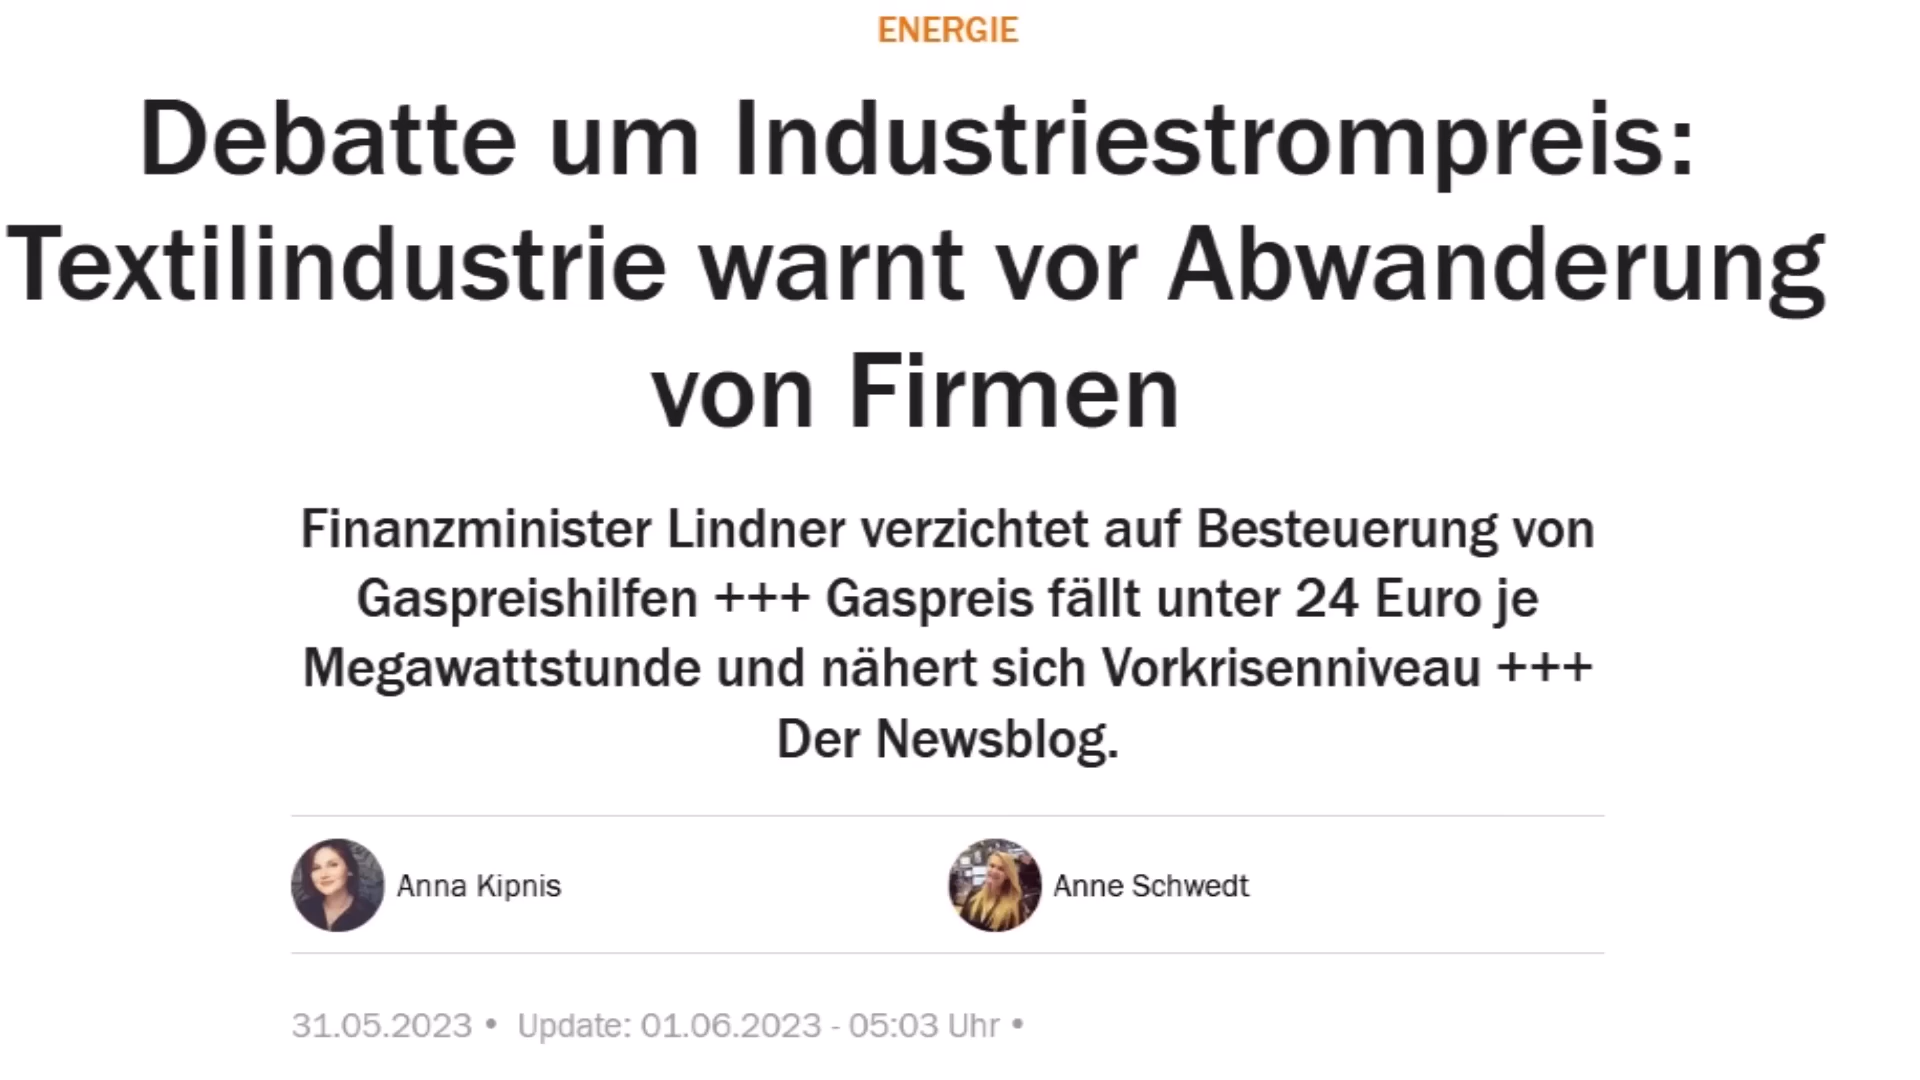 ENERGIE
Debatte um Industriestrompreis:
Textilindustrie warnt vor Abwanderung
von Firmen
Finanzminister Lindner verzichtet auf Besteuerung von
Gaspreishilfen +++ Gaspreis fällt unter 24 Euro je
Megawattstunde und nähert sich Vorkrisenniveau +++
Der Newsblog.
Anna Kipnis
Anne Schwedt
31.05.2023 • Update: 01.06.2023 - 05:03 Uhr •